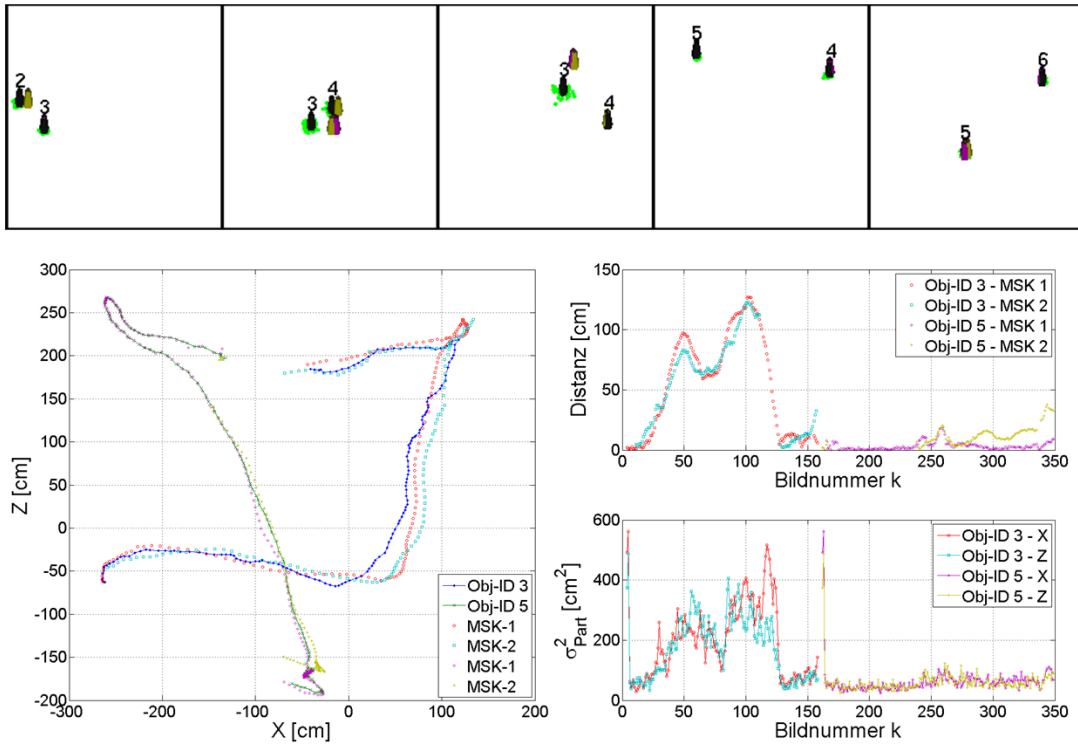 2
3
3
4
3
4
5
4
5
6
300
250
200
150
100
50
0
-50
-100
-150
-200
Z [cm]
-300
-200
-100
0
100
200
X [cm]
Obj-ID 3
Obj-ID 5
MSK-1
MSK-2
MSK-1
MSK-2
150
100
50
0
Distanz [cm]
0
50
100
150
200
250
300
350
Bildnummer k
Obj-ID 3 - MSK 1
Obj-ID 3 - MSK 2
Obj-ID 5 - MSK 1
Obj-ID 5 - MSK 2
600
400
200
0
σ²Part [cm²]
0
50
100
150
200
250
300
350
Bildnummer k
Obj-ID 3 - X
Obj-ID 3 - Z
Obj-ID 5 - X
Obj-ID 5 - Z